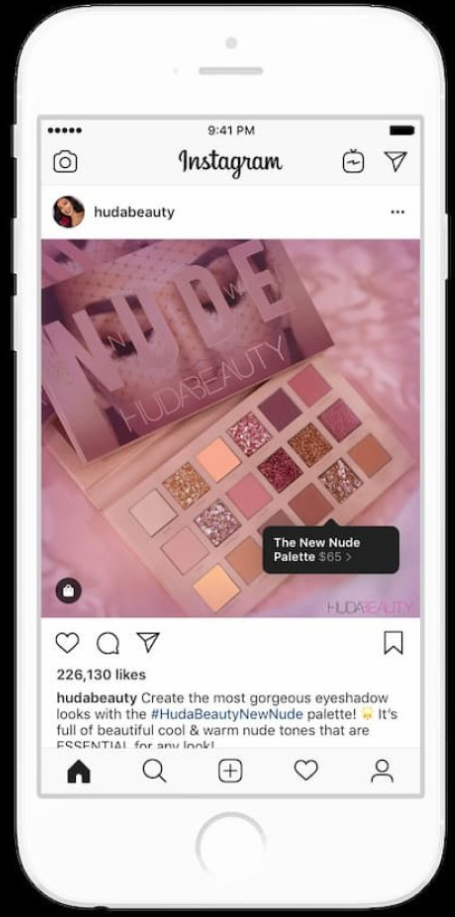 9:41 PM
Instagram
hudabeauty
NUDE
HUDABEAUTY
The New Nude
Palette $65 >
HUDABEAUTY
226,130 likes
hudabeauty Create the most gorgeous eyeshadow
looks with the #HudaBeautyNewNude palette! 🌟 It's
full of beautiful cool & warm nude tones that are
ESSENTIAL for any look!